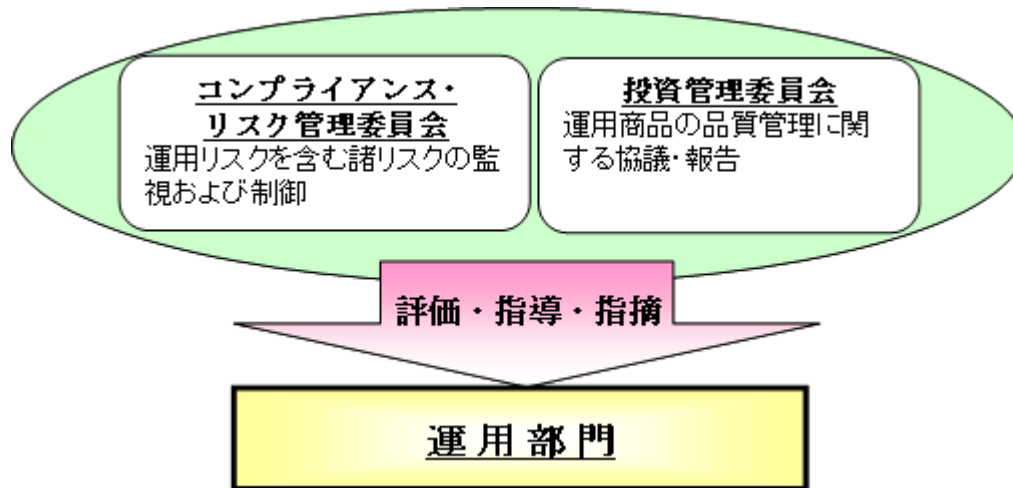 コンプライアンス・
リスク管理委員会
運用リスクを含む諸リスクの監
視および制御
投資管理委員会
運用商品の品質管理に関
する協議・報告
評価・指導・指摘
運用部門